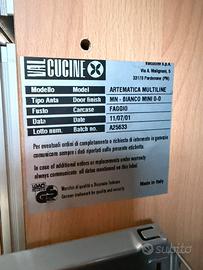 VALCUCINE
Valcucine S.p.A.
Via A. Malignani, 5
33170 Pordenone (PN)
Modello Model ARTEMATICA MULTILINE
Tipo Anta Door finish MN - BIANCO MINI 0-0
Fusto Carcase FAGGIO
Data Date 11/07/01
Lotto num. Batch n. A25633
Per eventuali ordini di completamento o richiesta di intervento in garanzia
comunicare sempre i dati riportati sulla presente etichetta.
In case of additional orders or replacements under warranty
always communicate all data mentioned on this label
GS
Made in Italy
subito